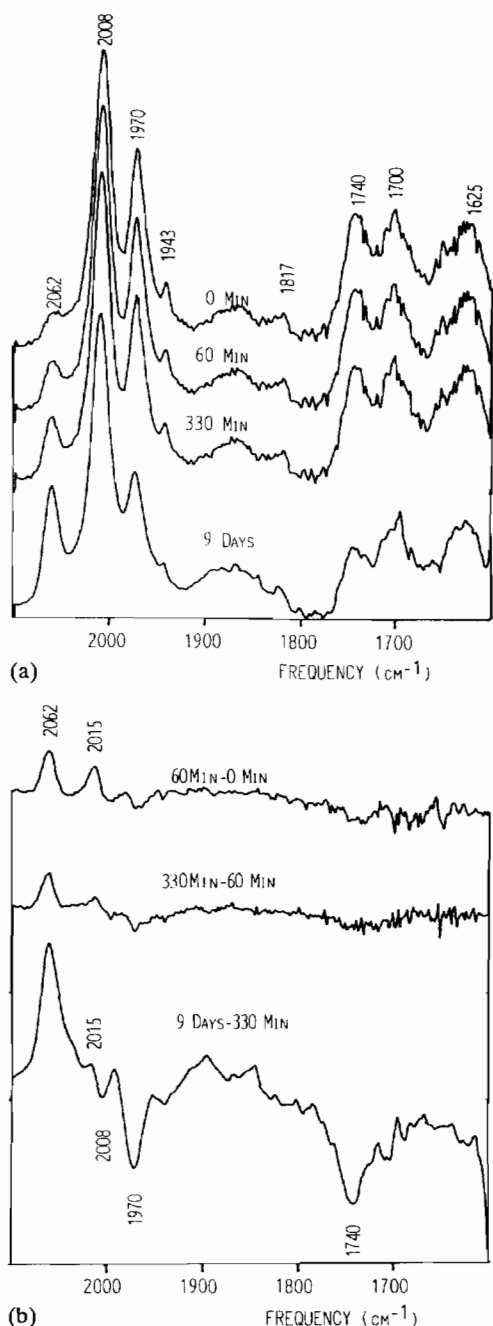 2062
2008
1970
1943
1817
1740
1700
1625
0 MIN
60 MIN
330 MIN
9 DAYS
2000 1900 1800 1700
(a) FREQUENCY (CM-1)
2062
2015
60MIN-0 MIN
330MIN-60 MIN
9 DAYS-330 MIN
2015
2008
1970
1740
2000 1900 1800 1700
(b) FREQUENCY (CM-1)